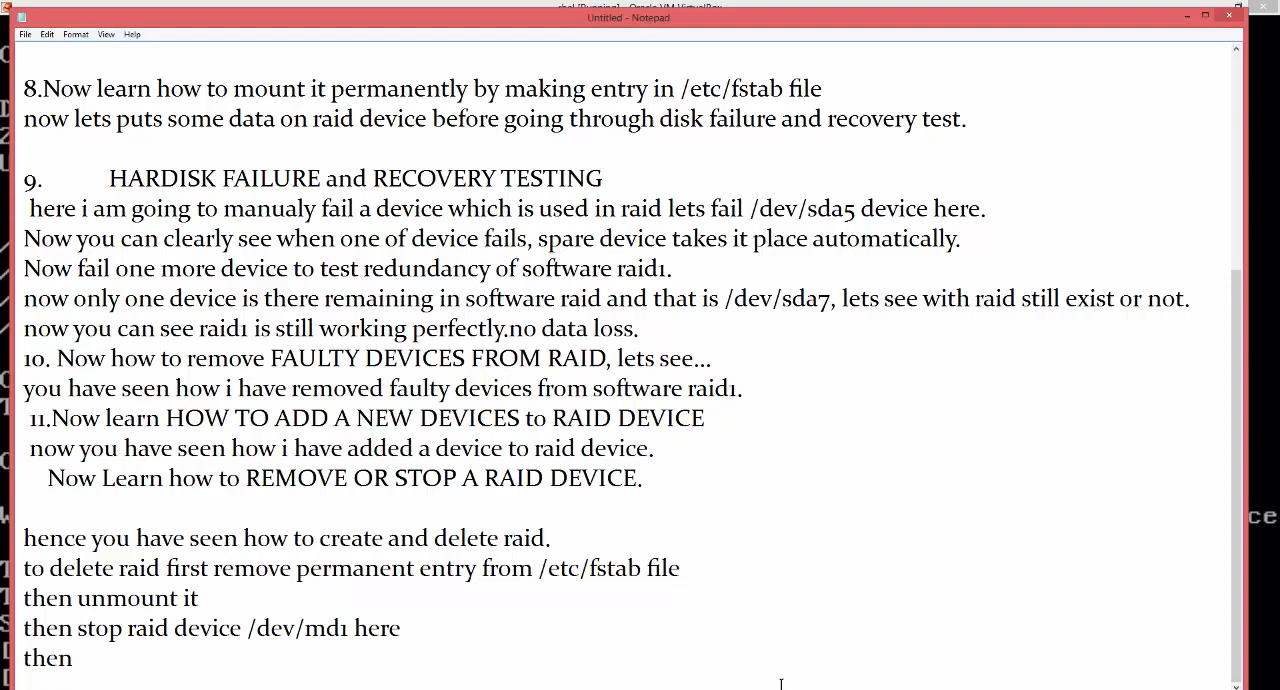 Untitled - Notepad
File Edit Format View Help
8.Now learn how to mount it permanently by making entry in /etc/fstab file
now lets puts some data on raid device before going through disk failure and recovery test.
9. HARDISK FAILURE and RECOVERY TESTING
here i am going to manualy fail a device which is used in raid lets fail /dev/sda5 device here.
Now you can clearly see when one of device fails, spare device takes it place automatically.
Now fail one more device to test redundancy of software raid1.
now only one device is there remaining in software raid and that is /dev/sda7, lets see with raid still exist or not.
now you can see raid1 is still working perfectly.no data loss.
10. Now how to remove FAULTY DEVICES FROM RAID, lets see...
you have seen how i have removed faulty devices from software raid1.
11.Now learn HOW TO ADD A NEW DEVICES to RAID DEVICE
now you have seen how i have added a device to raid device.
Now Learn how to REMOVE OR STOP A RAID DEVICE.
hence you have seen how to create and delete raid.
to delete raid first remove permanent entry from /etc/fstab file
then unmount it
then stop raid device /dev/md1 here
then